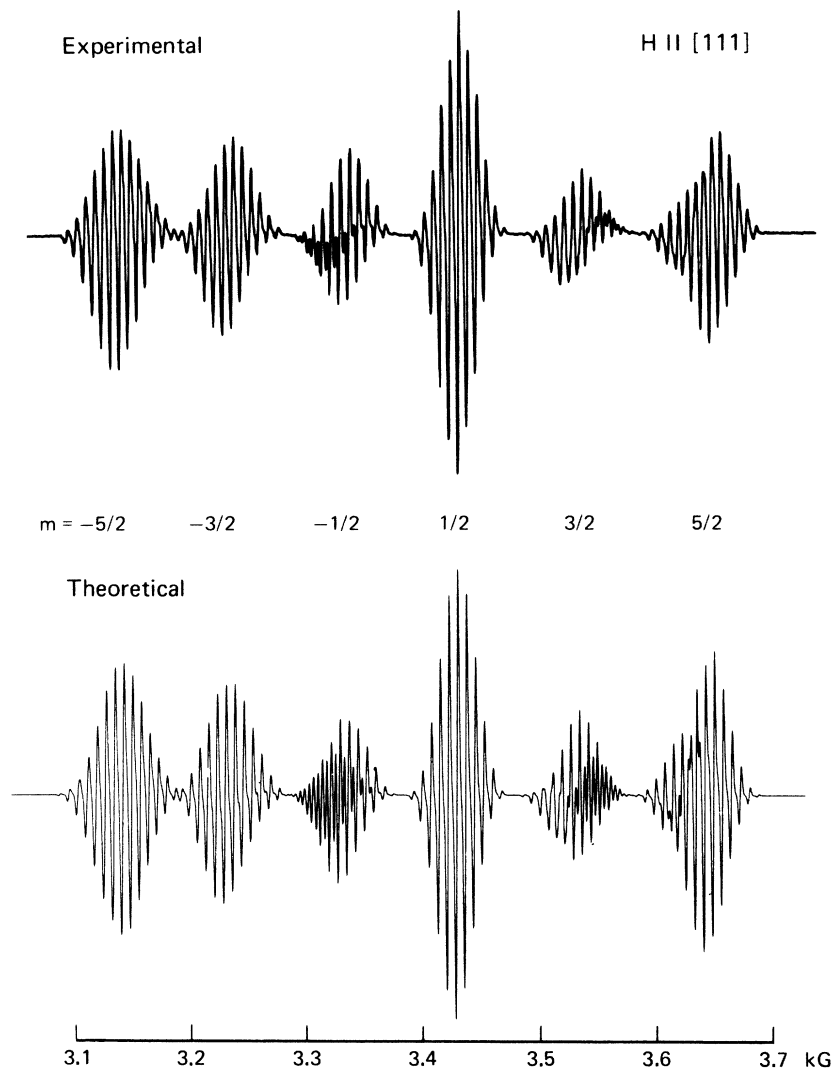 Experimental H II [111]
m = −5/2 −3/2 −1/2 1/2 3/2 5/2
Theoretical
3.1 3.2 3.3 3.4 3.5 3.6 3.7 kG